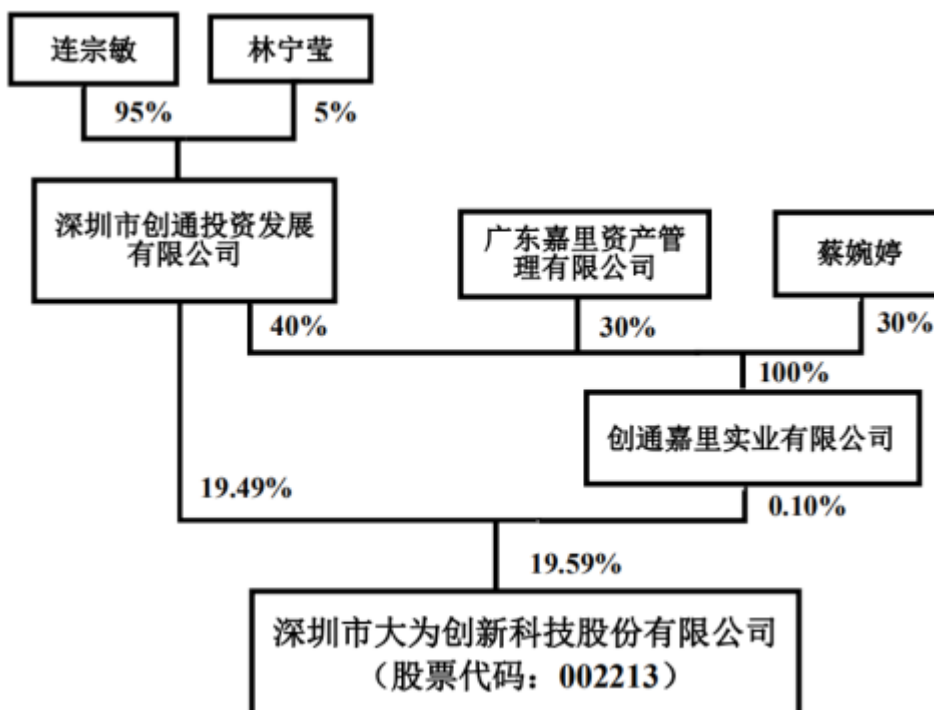 连宗敏
林宁莹
95%
5%
深圳市创通投资发展
有限公司
广东嘉里资产管
理有限公司
蔡婉婷
40%
30%
30%
100%
创通嘉里实业有限公司
19.49%
0.10%
19.59%
深圳市大为创新科技股份有限公司
（股票代码：002213）